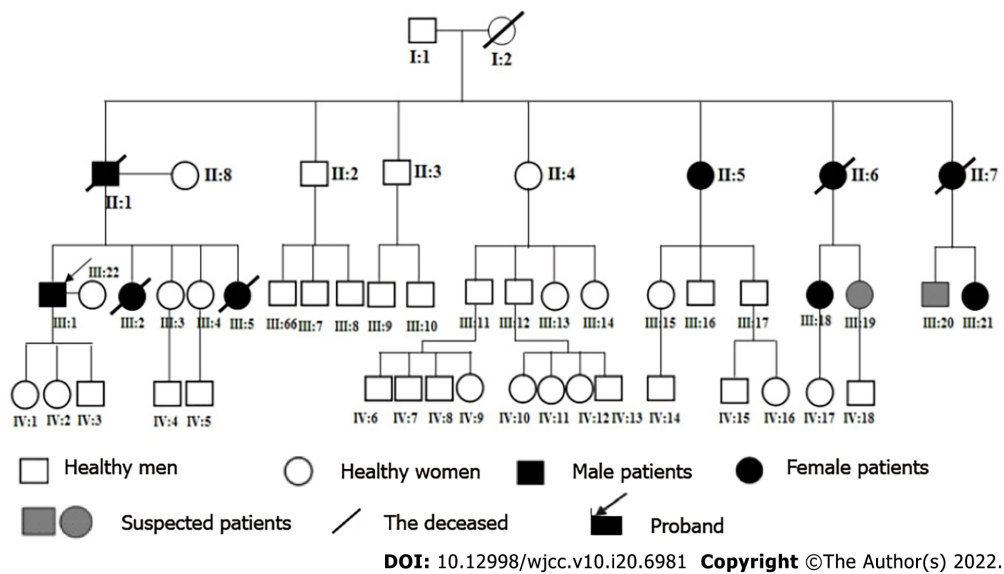 I:1 I:2
II:1 II:8 II:2 II:3 II:4 II:5 II:6 II:7
III:22
III:1 III:2 III:3 III:4 III:5 III:66 III:7 III:8 III:9 III:10 III:11 III:12 III:13 III:14 III:15 III:16 III:17 III:18 III:19 III:20 III:21
IV:1 IV:2 IV:3 IV:4 IV:5 IV:6 IV:7 IV:8 IV:9 IV:10 IV:11 IV:12 IV:13 IV:14 IV:15 IV:16 IV:17 IV:18
Healthy men Healthy women Male patients Female patients
Suspected patients The deceased Proband
DOI: 10.12998/wjcc.v10.i20.6981 Copyright ©The Author(s) 2022.